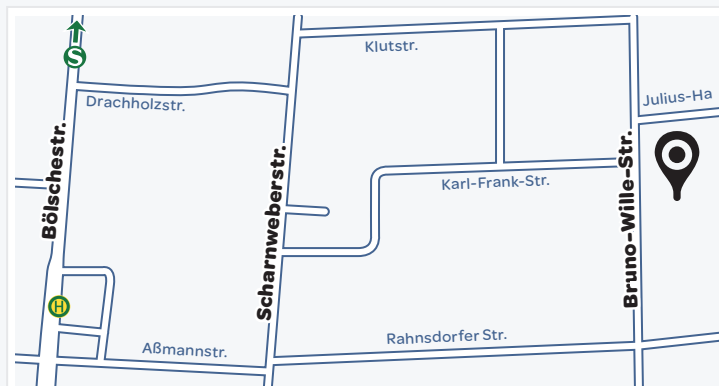 Klutstr.
S
Drachholzstr.
Julius-Ha
Bölschestr.
Scharnweberstr.
Karl-Frank-Str.
Bruno-Wille-Str.
H
Aßmannstr.
Rahnsdorfer Str.